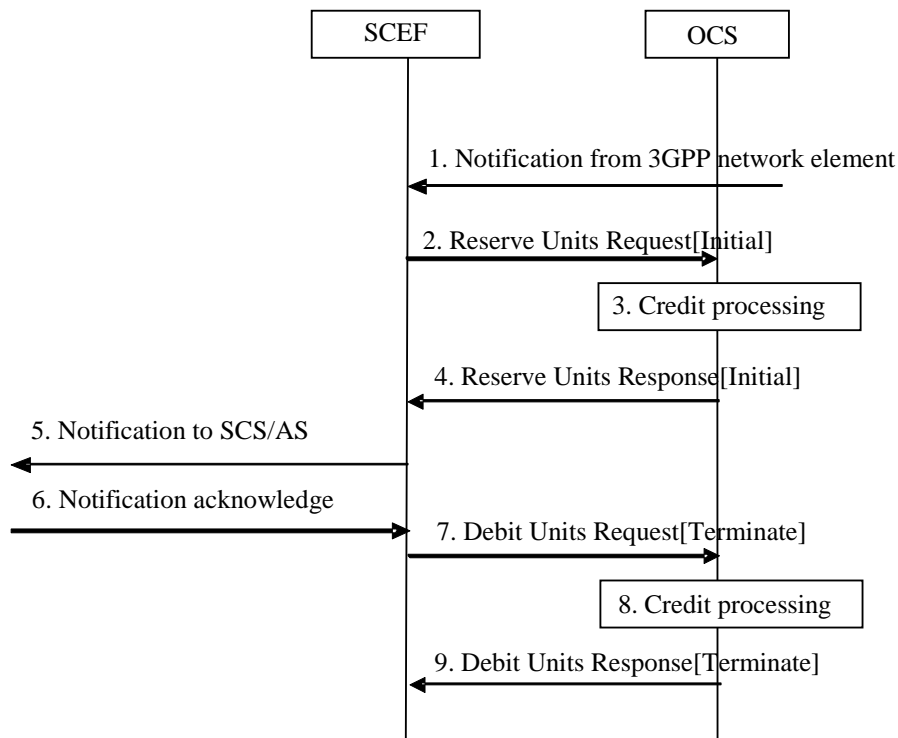 SCEF
OCS
1. Notification from 3GPP network element
2. Reserve Units Request[Initial]
3. Credit processing
4. Reserve Units Response[Initial]
5. Notification to SCS/AS
6. Notification acknowledge
7. Debit Units Request[Terminate]
8. Credit processing
9. Debit Units Response[Terminate]